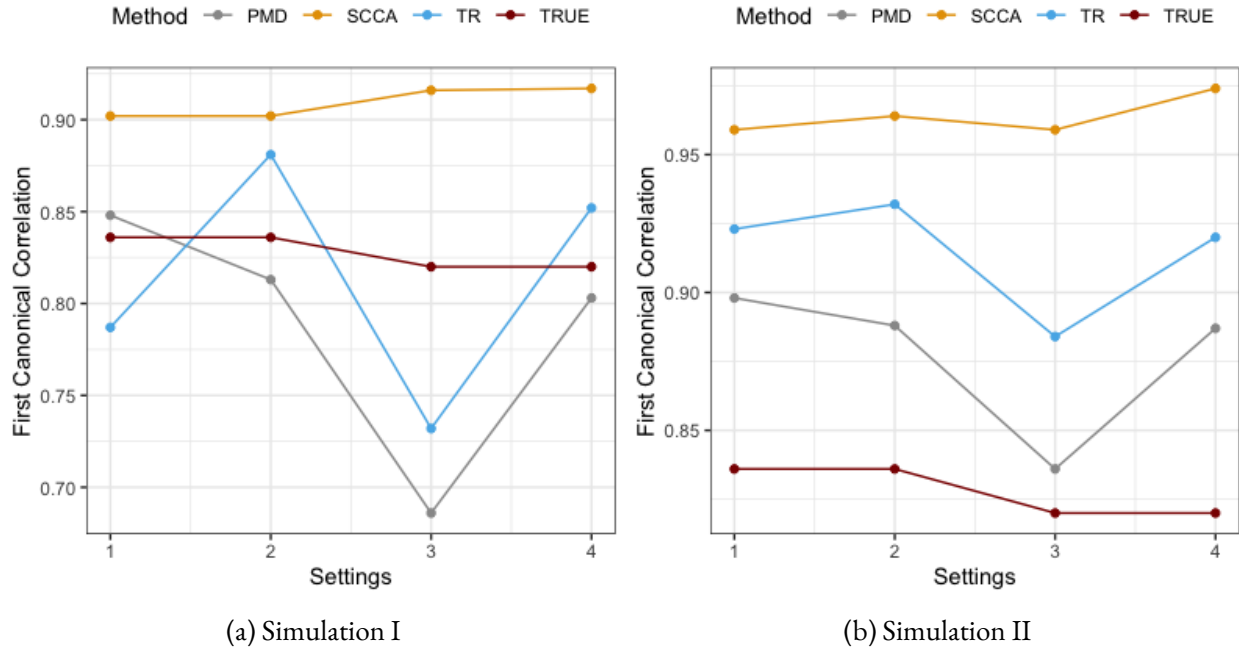 Method PMD SCCA TR TRUE
First Canonical Correlation
0.90
0.85
0.80
0.75
0.70
1 2 3 4
Settings
(a) Simulation I
Method PMD SCCA TR TRUE
First Canonical Correlation
0.95
0.90
0.85
1 2 3 4
Settings
(b) Simulation II